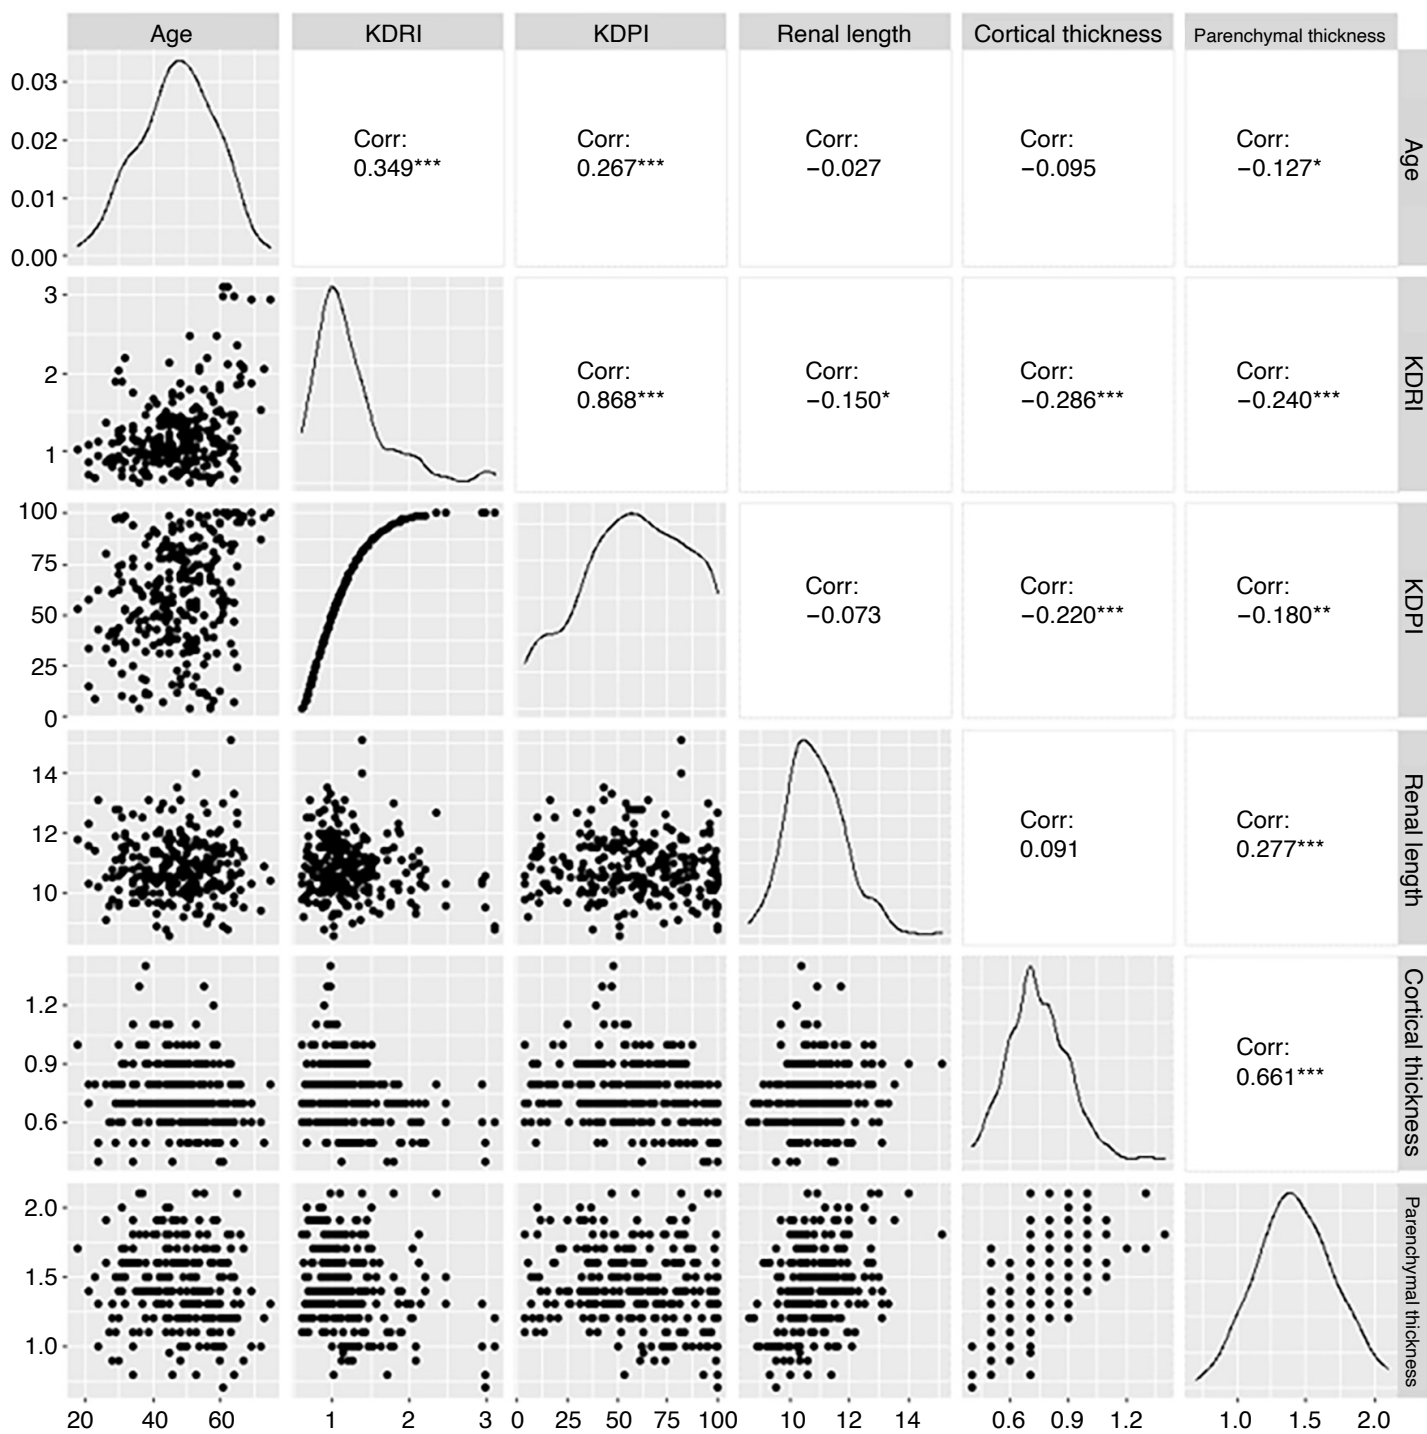 Age KDRI KDPI Renal length Cortical thickness Parenchymal thickness
0.03
0.02
0.01
0.00
Corr:
0.349***
Corr:
0.267***
Corr:
−0.027
Corr:
−0.095
Corr:
−0.127*
Age
3
2
1
Corr:
0.868***
Corr:
−0.150*
Corr:
−0.286***
Corr:
−0.240***
KDRI
100
75
50
25
0
Corr:
−0.073
Corr:
−0.220***
Corr:
−0.180**
KDPI
14
12
10
Corr:
0.091
Corr:
0.277***
Renal length
1.2
0.9
0.6
Corr:
0.661***
Cortical thickness
2.0
1.5
1.0
Parenchymal thickness
20 40 60 1 2 3 0 25 50 75 100 10 12 14 0.6 0.9 1.2 1.0 1.5 2.0